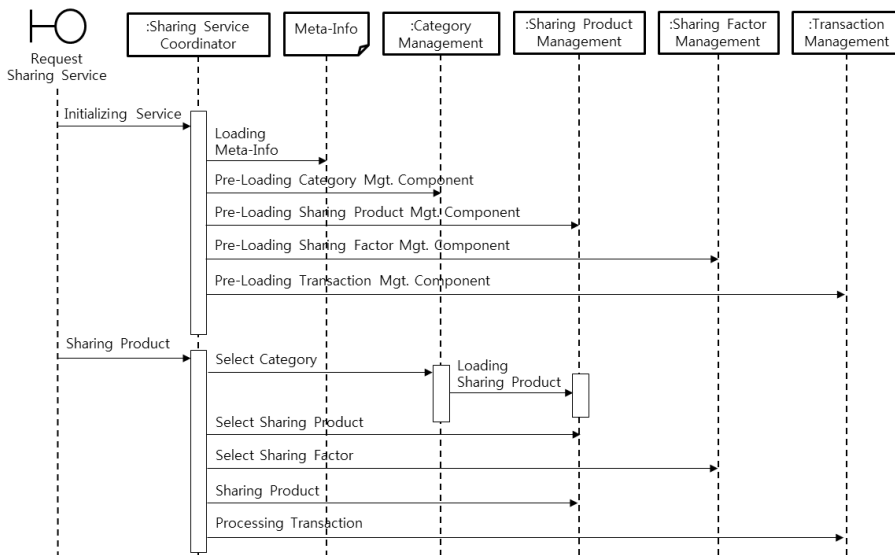 Request
Sharing Service
:Sharing Service
Coordinator
Meta-Info
:Category
Management
:Sharing Product
Management
:Sharing Factor
Management
:Transaction
Management
Initializing Service
Loading
Meta-Info
Pre-Loading Category Mgt. Component
Pre-Loading Sharing Product Mgt. Component
Pre-Loading Sharing Factor Mgt. Component
Pre-Loading Transaction Mgt. Component
Sharing Product
Select Category
Loading
Sharing Product
Select Sharing Product
Select Sharing Factor
Sharing Product
Processing Transaction